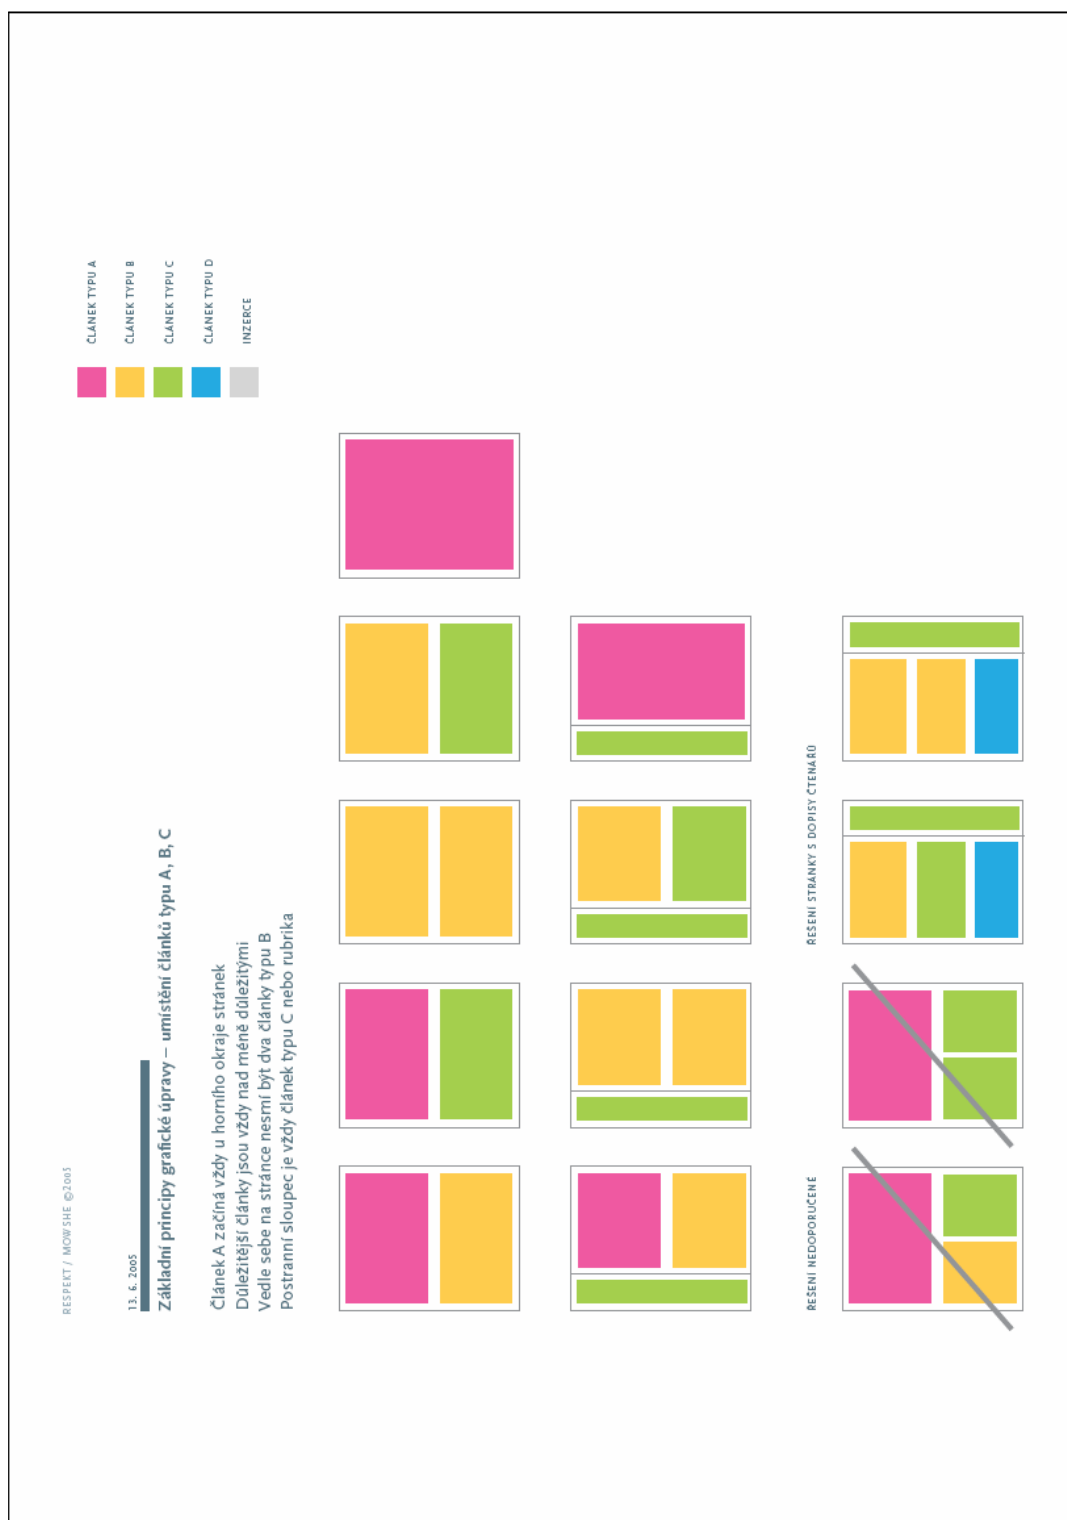 RESPEKT / MOWSHE ©2005
13. 6. 2005
Základní principy grafické úpravy – umístění článků typu A, B, C
Článek A začíná vždy u horního okraje stránek
Důležitější články jsou vždy nad méně důležitými
Vedle sebe na stránce nesmí být dva články typu B
Postranní sloupec je vždy článek typu C nebo rubrika
ČLÁNEK TYPU A
ČLÁNEK TYPU B
ČLÁNEK TYPU C
ČLÁNEK TYPU D
INZERCE
ŘEŠENÍ NEDOPORUČENÉ
ŘEŠENÍ STRÁNKY S DOPISY ČTENÁŘŮ